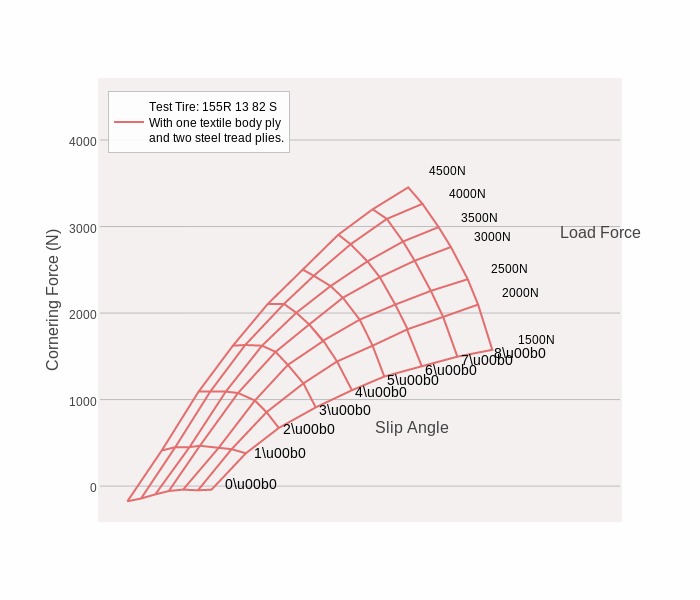 Test Tire: 155R 13 82 S
With one textile body ply
and two steel tread plies.
4000
3000
2000
1000
0
Cornering Force (N)
4500N
4000N
3500N
3000N
2500N
2000N
1500N
Load Force
8\u00b0
7\u00b0
6\u00b0
5\u00b0
4\u00b0
3\u00b0
2\u00b0
1\u00b0
0\u00b0
Slip Angle